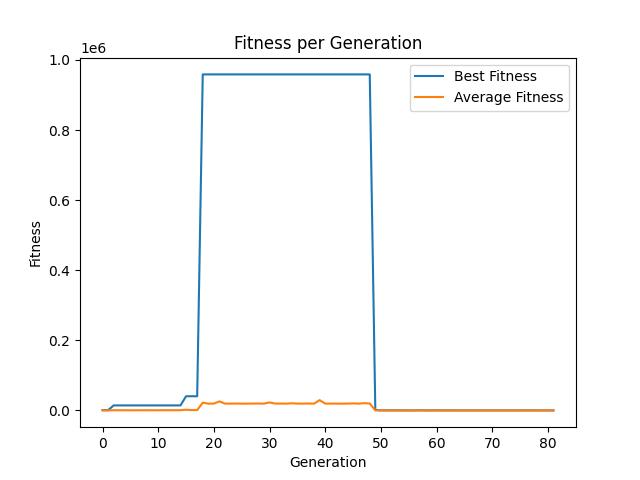 Fitness per Generation
1e6
1.0
0.8
0.6
0.4
0.2
0.0
Fitness
Best Fitness
Average Fitness
0 10 20 30 40 50 60 70 80
Generation